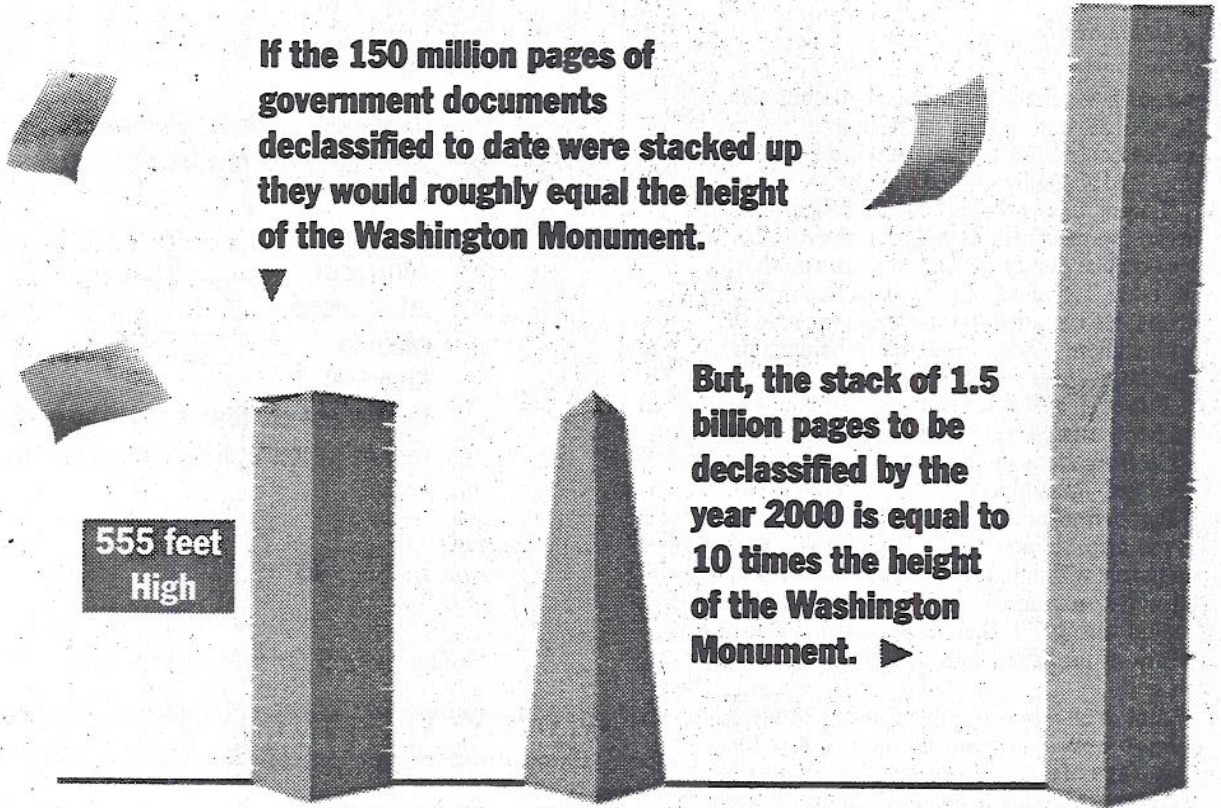 If the 150 million pages of
government documents
declassified to date were stacked up
they would roughly equal the height
of the Washington Monument.
But, the stack of 1.5
billion pages to be
declassified by the
year 2000 is equal to
10 times the height
of the Washington
Monument.
555 feet
High